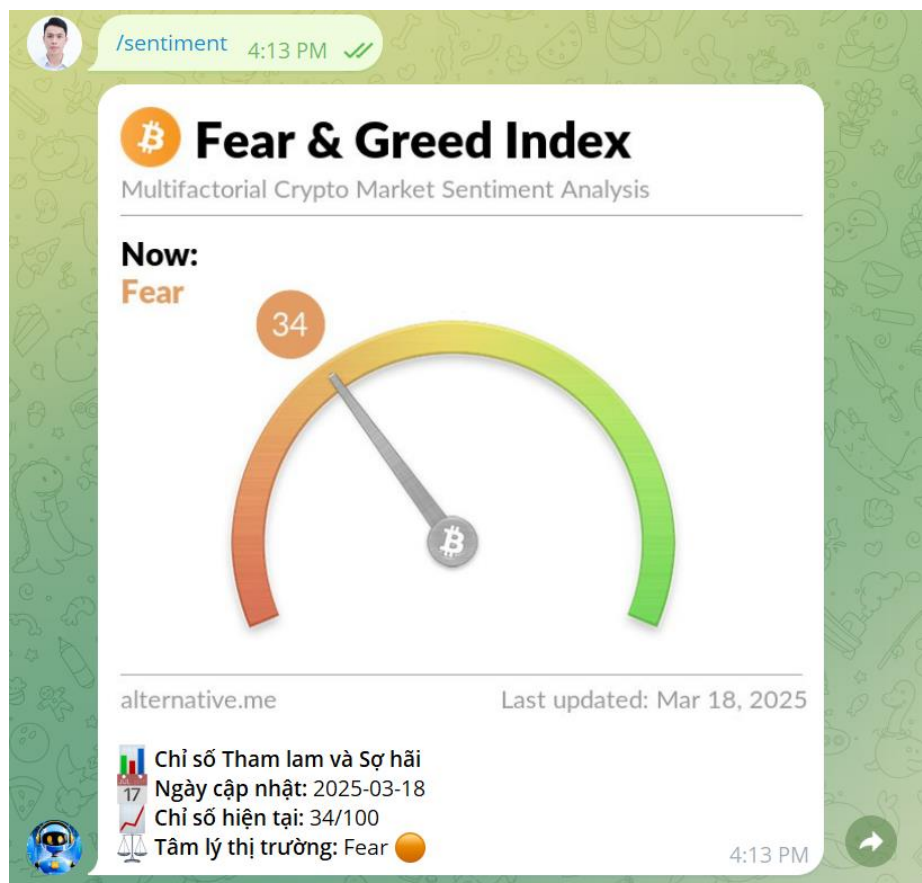 /sentiment 4:13 PM
Fear & Greed Index
Multifactorial Crypto Market Sentiment Analysis
Now:
Fear
34
alternative.me Last updated: Mar 18, 2025
Chỉ số Tham lam và Sợ hãi
17 Ngày cập nhật: 2025-03-18
Chỉ số hiện tại: 34/100
Tâm lý thị trường: Fear
4:13 PM